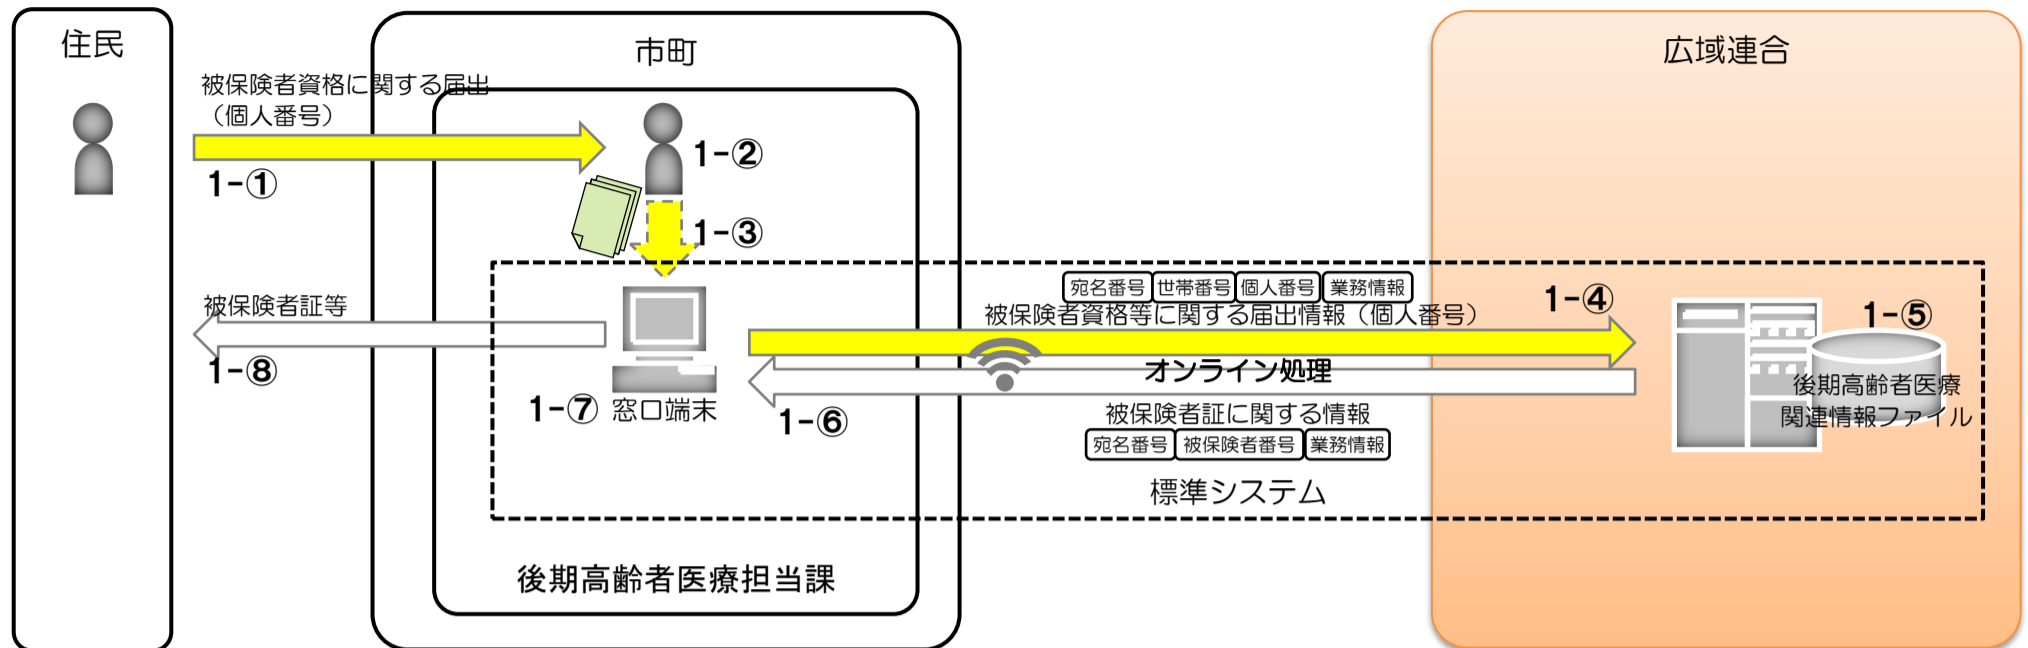 住民
市町
広域連合
被保険者資格に関する届出
（個人番号）
1-①
1-②
1-③
宛名番号 世帯番号 個人番号 業務情報
1-④
被保険者資格等に関する届出情報（個人番号）
1-⑤
被保険者証等
1-⑧
オンライン処理
後期高齢者医療
関連情報ファイル
1-⑦ 窓口端末
1-⑥
被保険者証に関する情報
宛名番号 被保険者番号 業務情報
標準システム
後期高齢者医療担当課